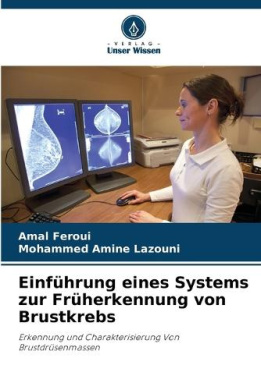 VERLAG
Unser Wissen
Amal Feroui
Mohammed Amine Lazouni
Einführung eines Systems
zur Früherkennung von
Brustkrebs
Erkennung und Charakterisierung Von
Brustdrüsenmassen